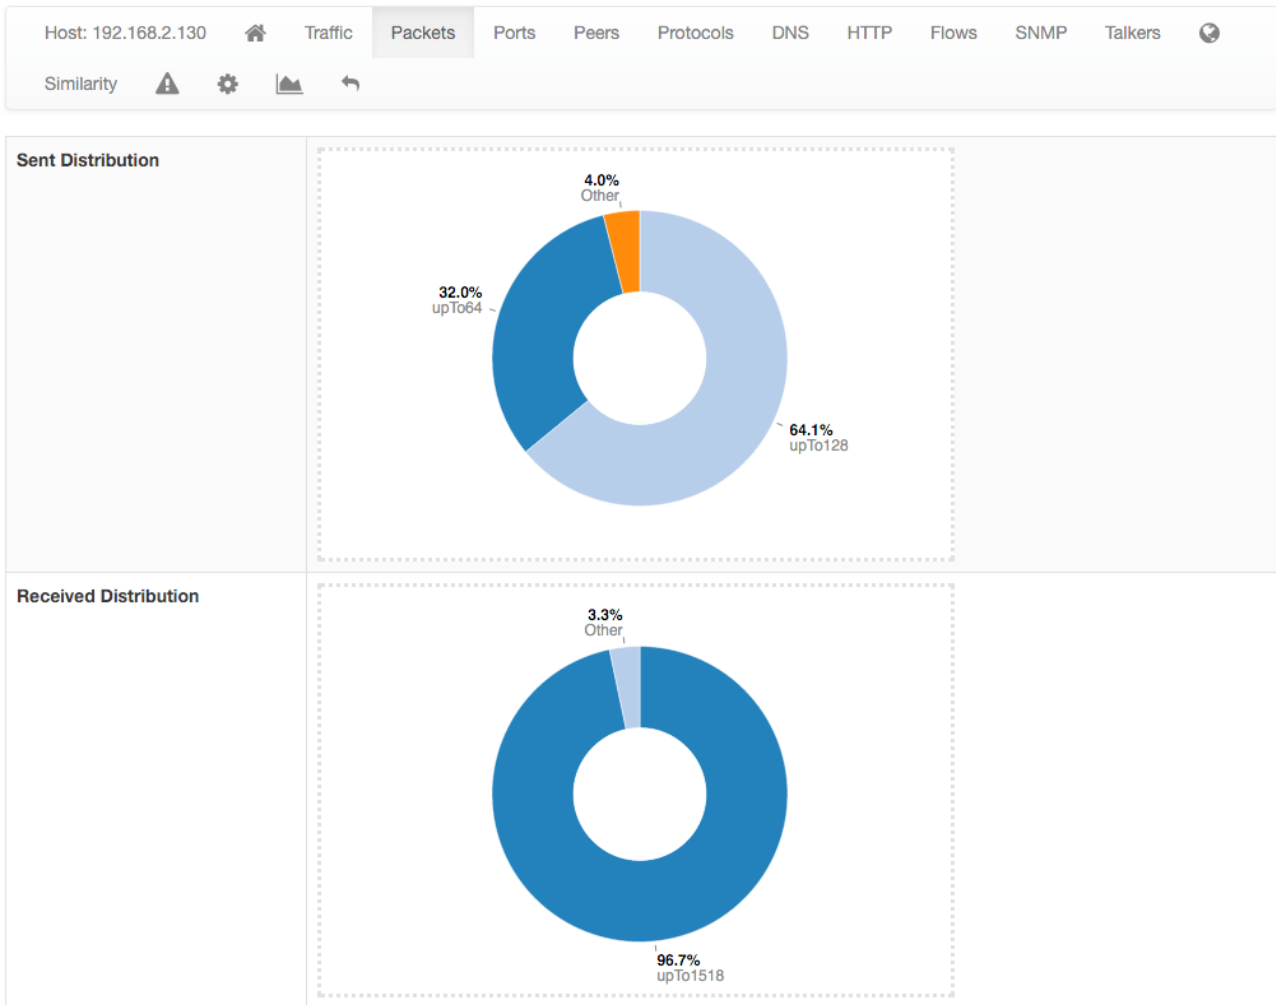 Host: 192.168.2.130 Traffic Packets Ports Peers Protocols DNS HTTP Flows SNMP Talkers
Similarity
Sent Distribution
4.0%
Other
32.0%
upTo64
64.1%
upTo128
Received Distribution
3.3%
Other
96.7%
upTo1518